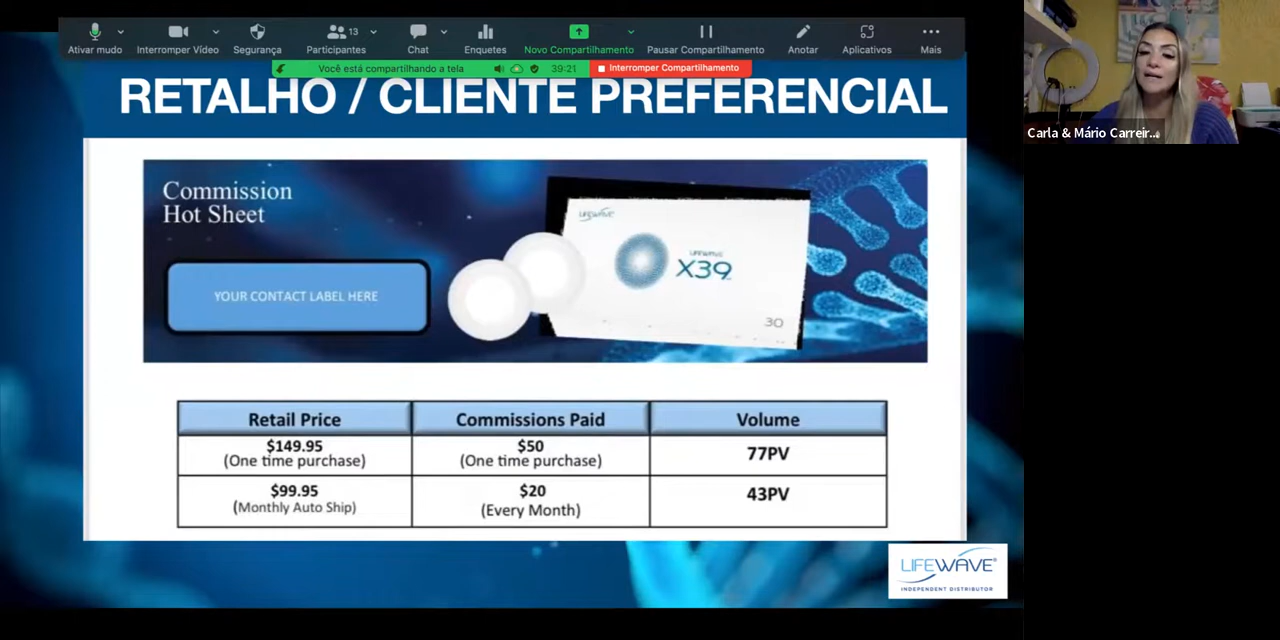 13
Ativar mudo
Interromper Vídeo
Segurança
Participantes
Chat
Enquetes
Novo Compartilhamento
Pausar Compartilhamento
Anotar
Aplicativos
Mais
Você está compartilhando a tela
39:21
Interromper Compartilhamento
RETALHO / CLIENTE PREFERENCIAL
Carla & Mário Carreir...
Commission
Hot Sheet
YOUR CONTACT LABEL HERE
LIFEWAVE
LIFEWAVE
X39
30
Retail Price Commissions Paid Volume
$149.95 $50 77PV
(One time purchase) (One time purchase)
$99.95 $20 43PV
(Monthly Auto Ship) (Every Month)
LIFEWAVE®
INDEPENDENT DISTRIBUTOR